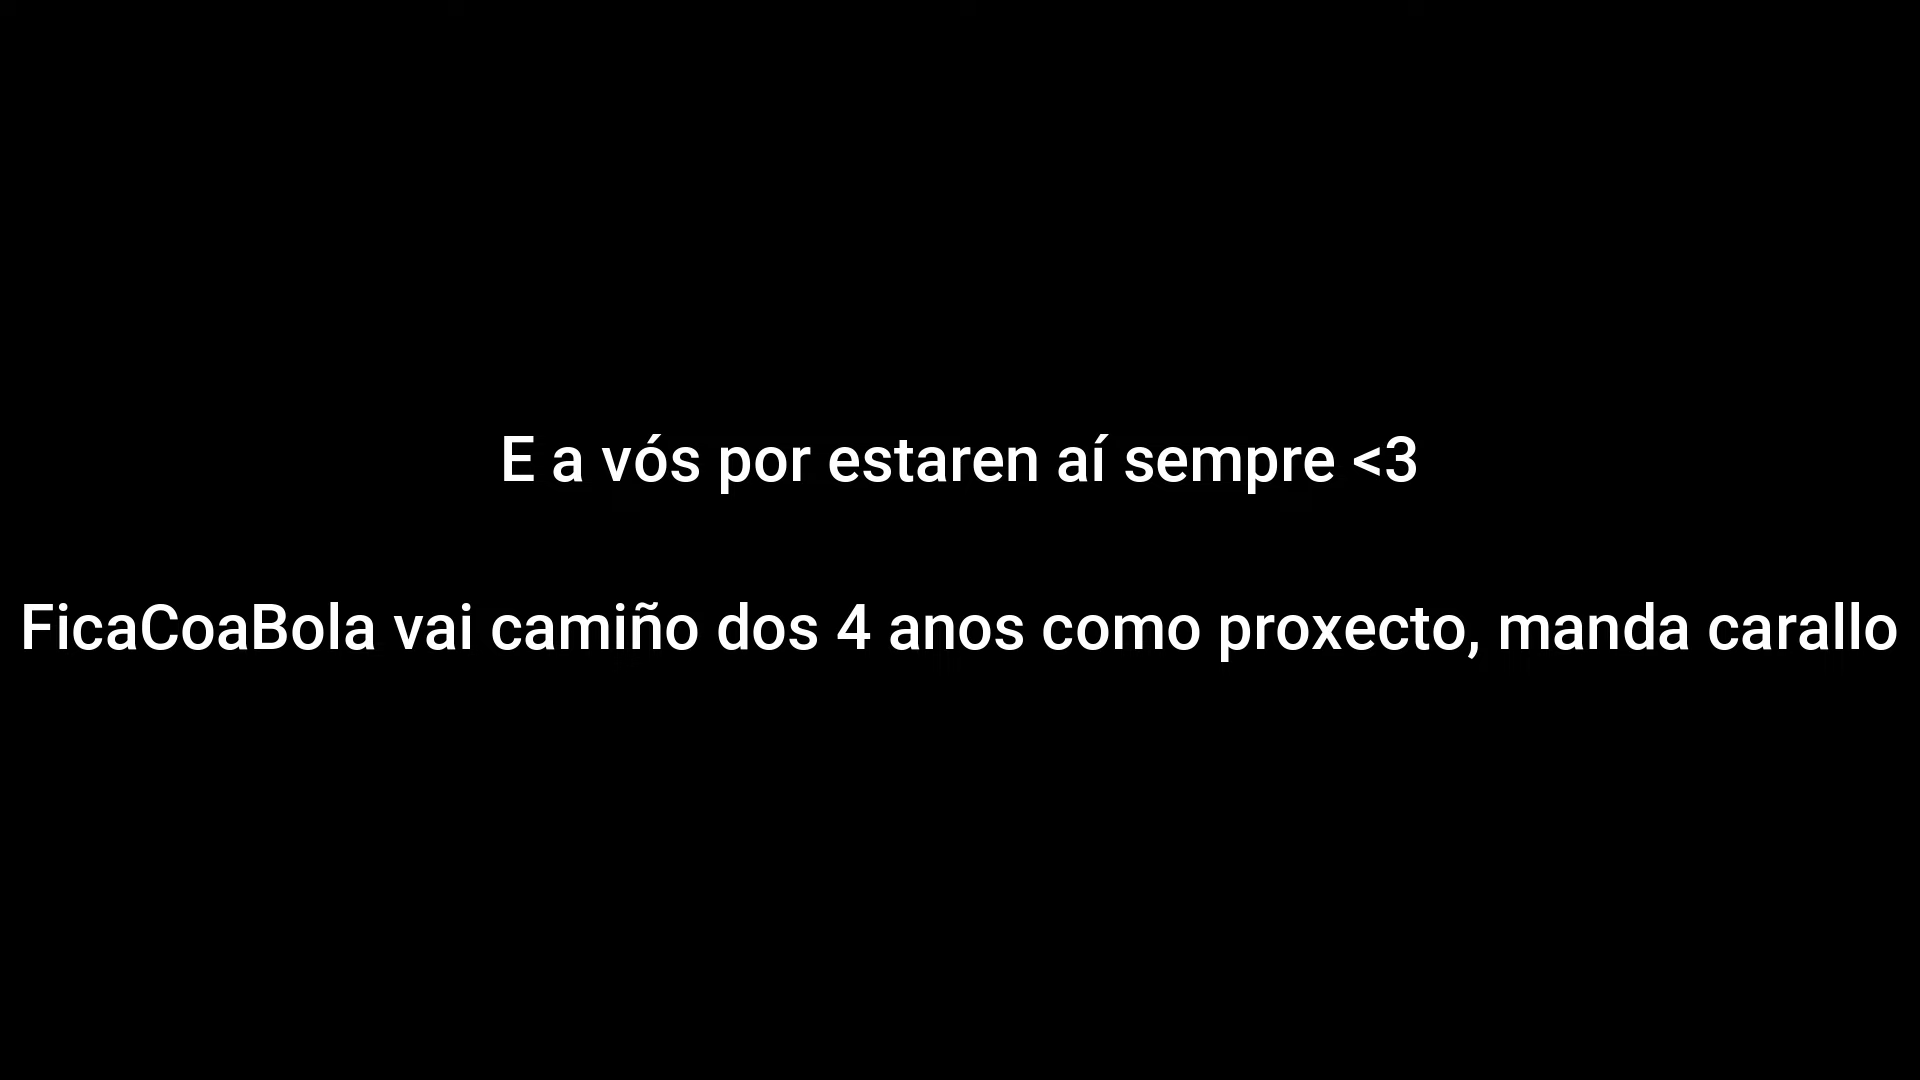 E a vós por estaren aí sempre <3
FicaCoaBola vai camiño dos 4 anos como proxecto, manda carallo